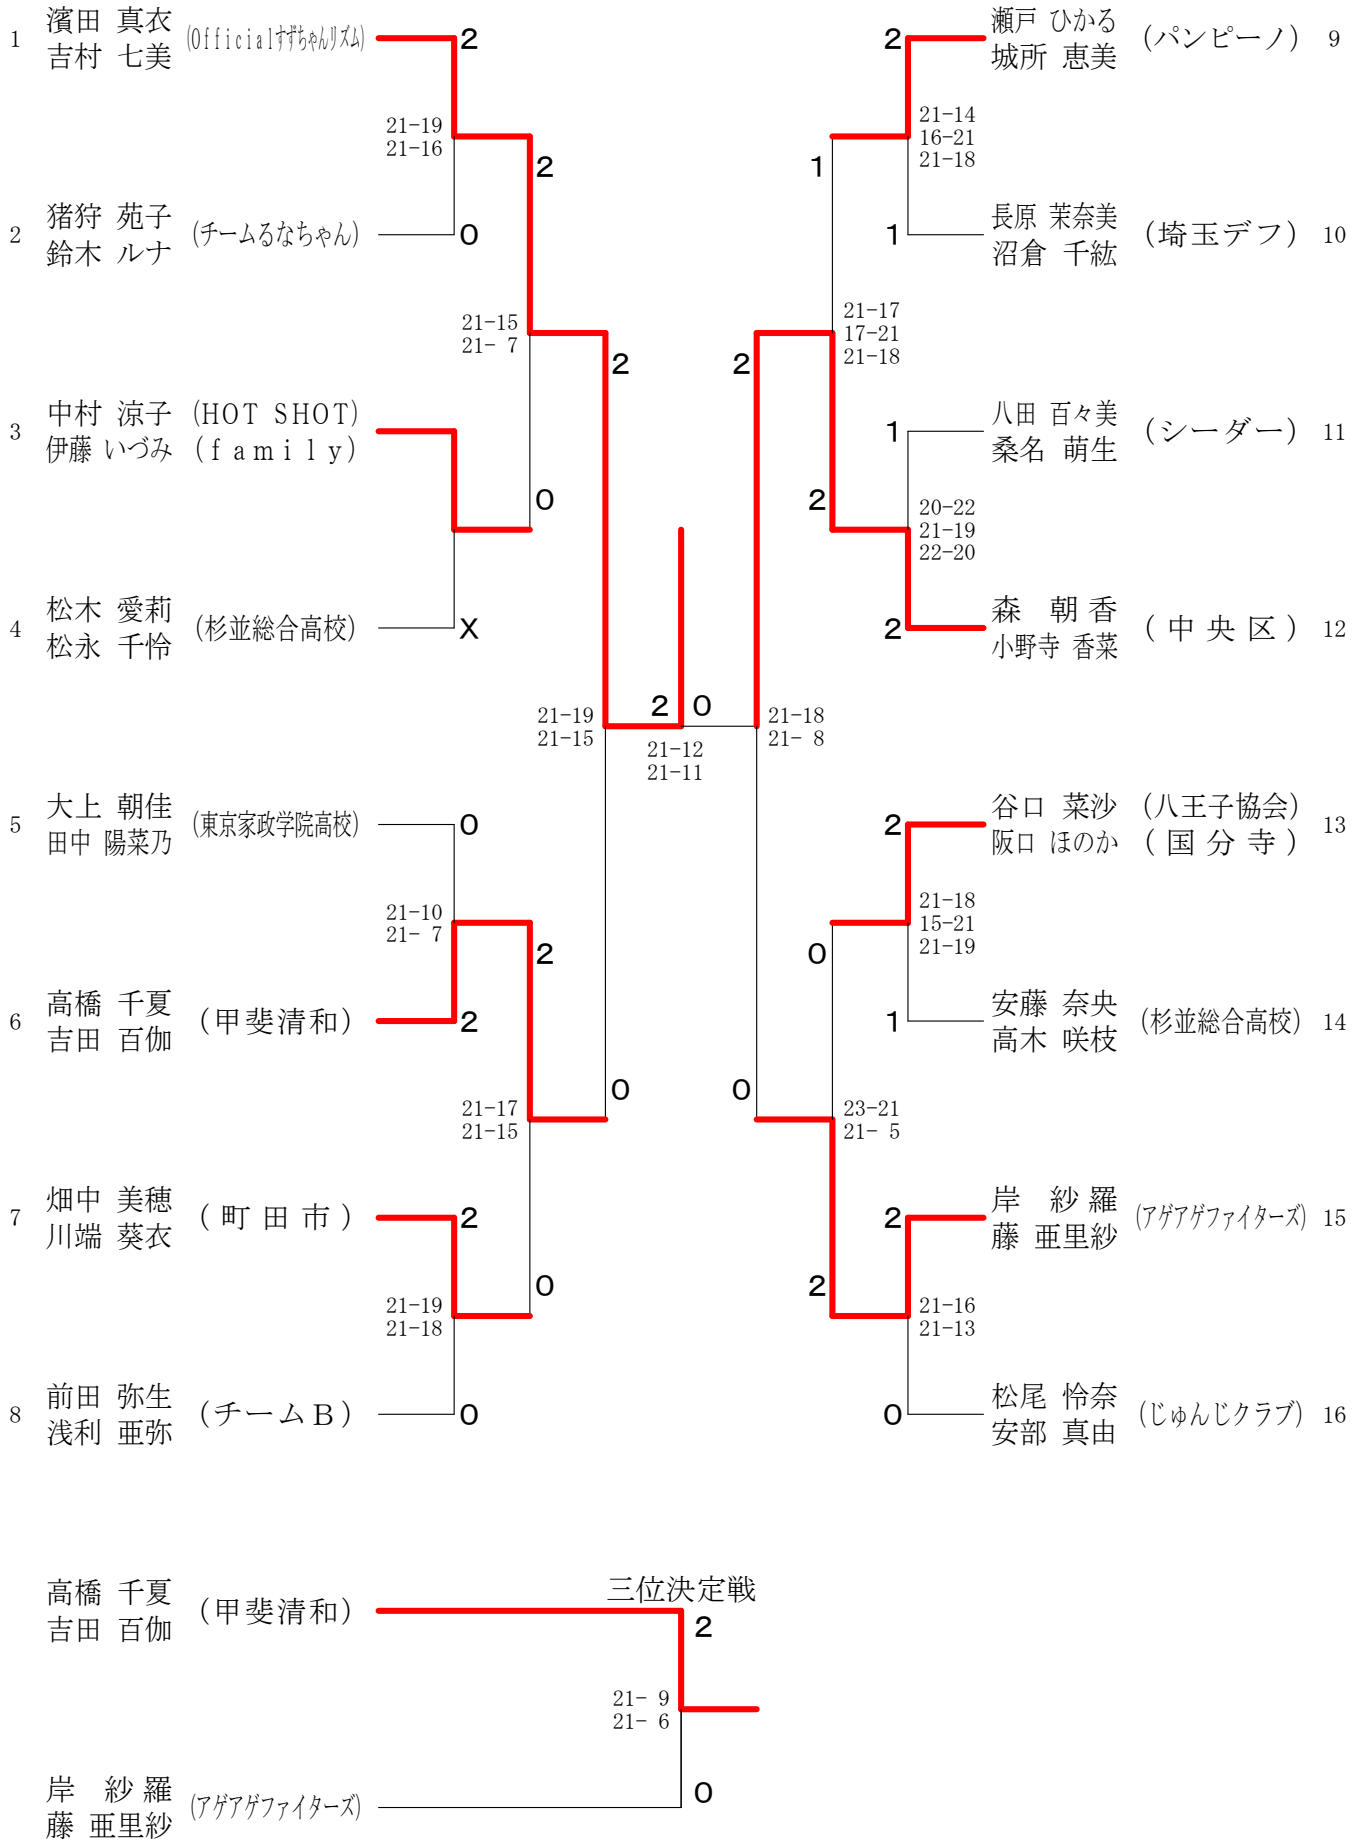 1 濱田 真衣 (Officialすずちゃんリズム) 2
吉村 七美
21-19
21-16
2
2 猪狩 苑子 (チームるなちゃん) 0
鈴木 ルナ
21-15
21- 7
2
3 中村 涼子 (HOT SHOT)
伊藤 いづみ (family)
0
4 松木 愛莉 (杉並総合高校) X
松永 千怜
21-19
21-15
5 大上 朝佳 (東京家政学院高校) 0
田中 陽菜乃
21-10
21- 7
2
6 高橋 千夏 (甲斐清和) 2
吉田 百伽
21-17
21-15
0
7 畑中 美穂 (町田市) 2
川端 葵衣
21-19
21-18
0
8 前田 弥生 (チームB) 0
浅利 亜弥
2 0
21-12
21-11
2 瀬戸 ひかる (パンピーノ) 9
城所 恵美
1
21-14
16-21
21-18
1 長原 茉奈美 (埼玉デフ) 10
沼倉 千紘
2
21-17
17-21
21-18
1 八田 百々美 (シーダー) 11
桑名 萌生
2
20-22
21-19
22-20
2 森 朝香 (中央区) 12
小野寺 香菜
21-18
21- 8
2 谷口 菜沙 (八王子協会) 13
阪口 ほのか (国分寺)
0
21-18
15-21
21-19
1 安藤 奈央 (杉並総合高校) 14
高木 咲枝
0
23-21
21- 5
2 岸 紗羅 (アゲアゲファイターズ) 15
藤 亜里紗
2
21-16
21-13
0 松尾 怜奈 (じゅんじクラブ) 16
安部 真由
三位決定戦
高橋 千夏 (甲斐清和) 2
吉田 百伽
21- 9
21- 6
岸 紗羅 (アゲアゲファイターズ) 0
藤 亜里紗